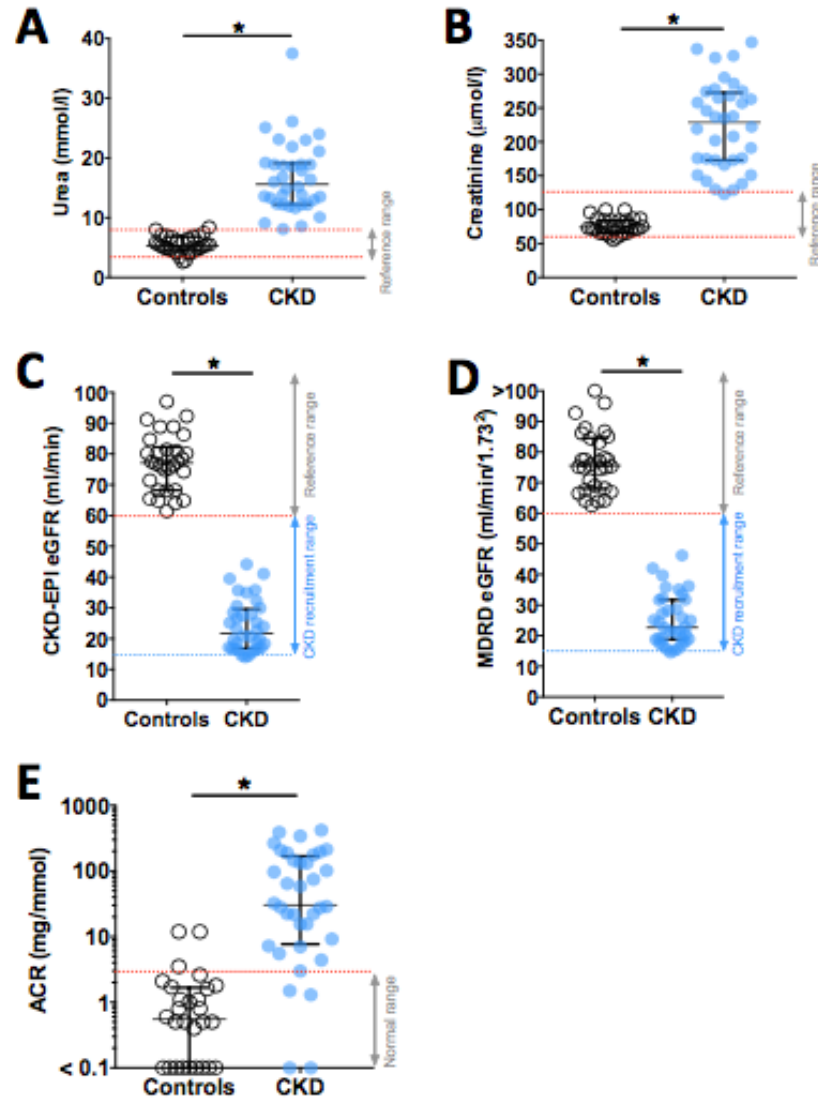 A
*
Urea (mmol/l)
40
30
20
10
0
Controls
CKD
Reference range
B
*
Creatinine (μmol/l)
350
300
250
200
150
100
50
0
Controls
CKD
Reference range
C
*
CKD-EPI eGFR (ml/min)
100
90
80
70
60
50
40
30
20
10
0
Controls
CKD
Reference range
CKD recruitment range
D
*
MDRD eGFR (ml/min/1.73²)
>100
90
80
70
60
50
40
30
20
10
0
Controls
CKD
Reference range
CKD recruitment range
E
*
ACR (mg/mmol)
1000
100
10
1
< 0.1
Controls
CKD
Normal range